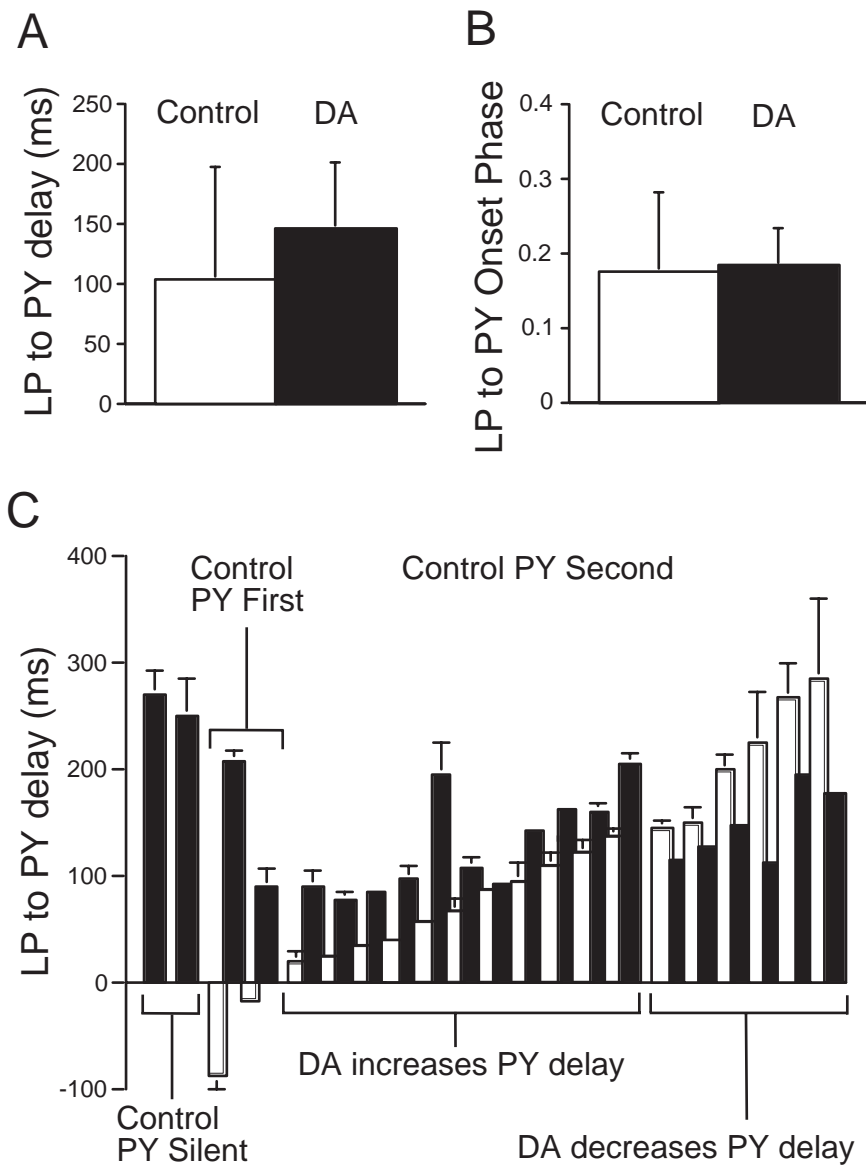 A
LP to PY delay (ms)
250
200
150
100
50
0
Control
DA
B
LP to PY Onset Phase
0.4
0.3
0.2
0.1
0
Control
DA
C
LP to PY delay (ms)
400
300
200
100
0
-100
Control
PY First
Control PY Second
DA increases PY delay
Control
PY Silent
DA decreases PY delay